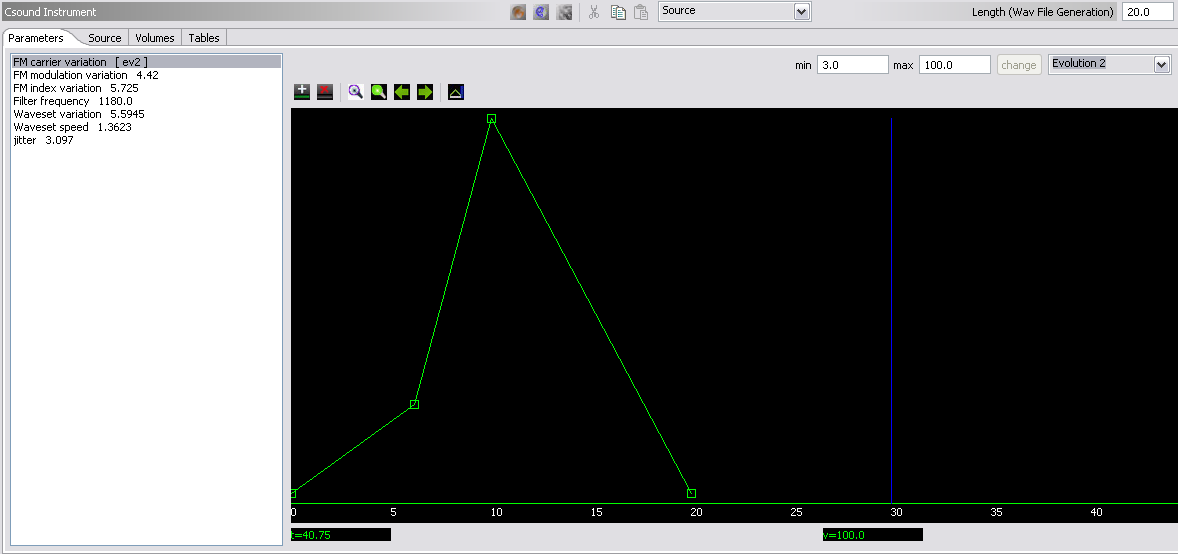 Csound Instrument
Source
Length (Wav File Generation) 20.0
Parameters Source Volumes Tables
FM carrier variation [ ev2 ]
FM modulation variation 4.42
FM index variation 5.725
Filter frequency 1180.0
Waveset variation 5.5945
Waveset speed 1.3623
jitter 3.097
min 3.0 max 100.0 change Evolution 2
0 5 10 15 20 25 30 35 40
t=40.75 v=100.0